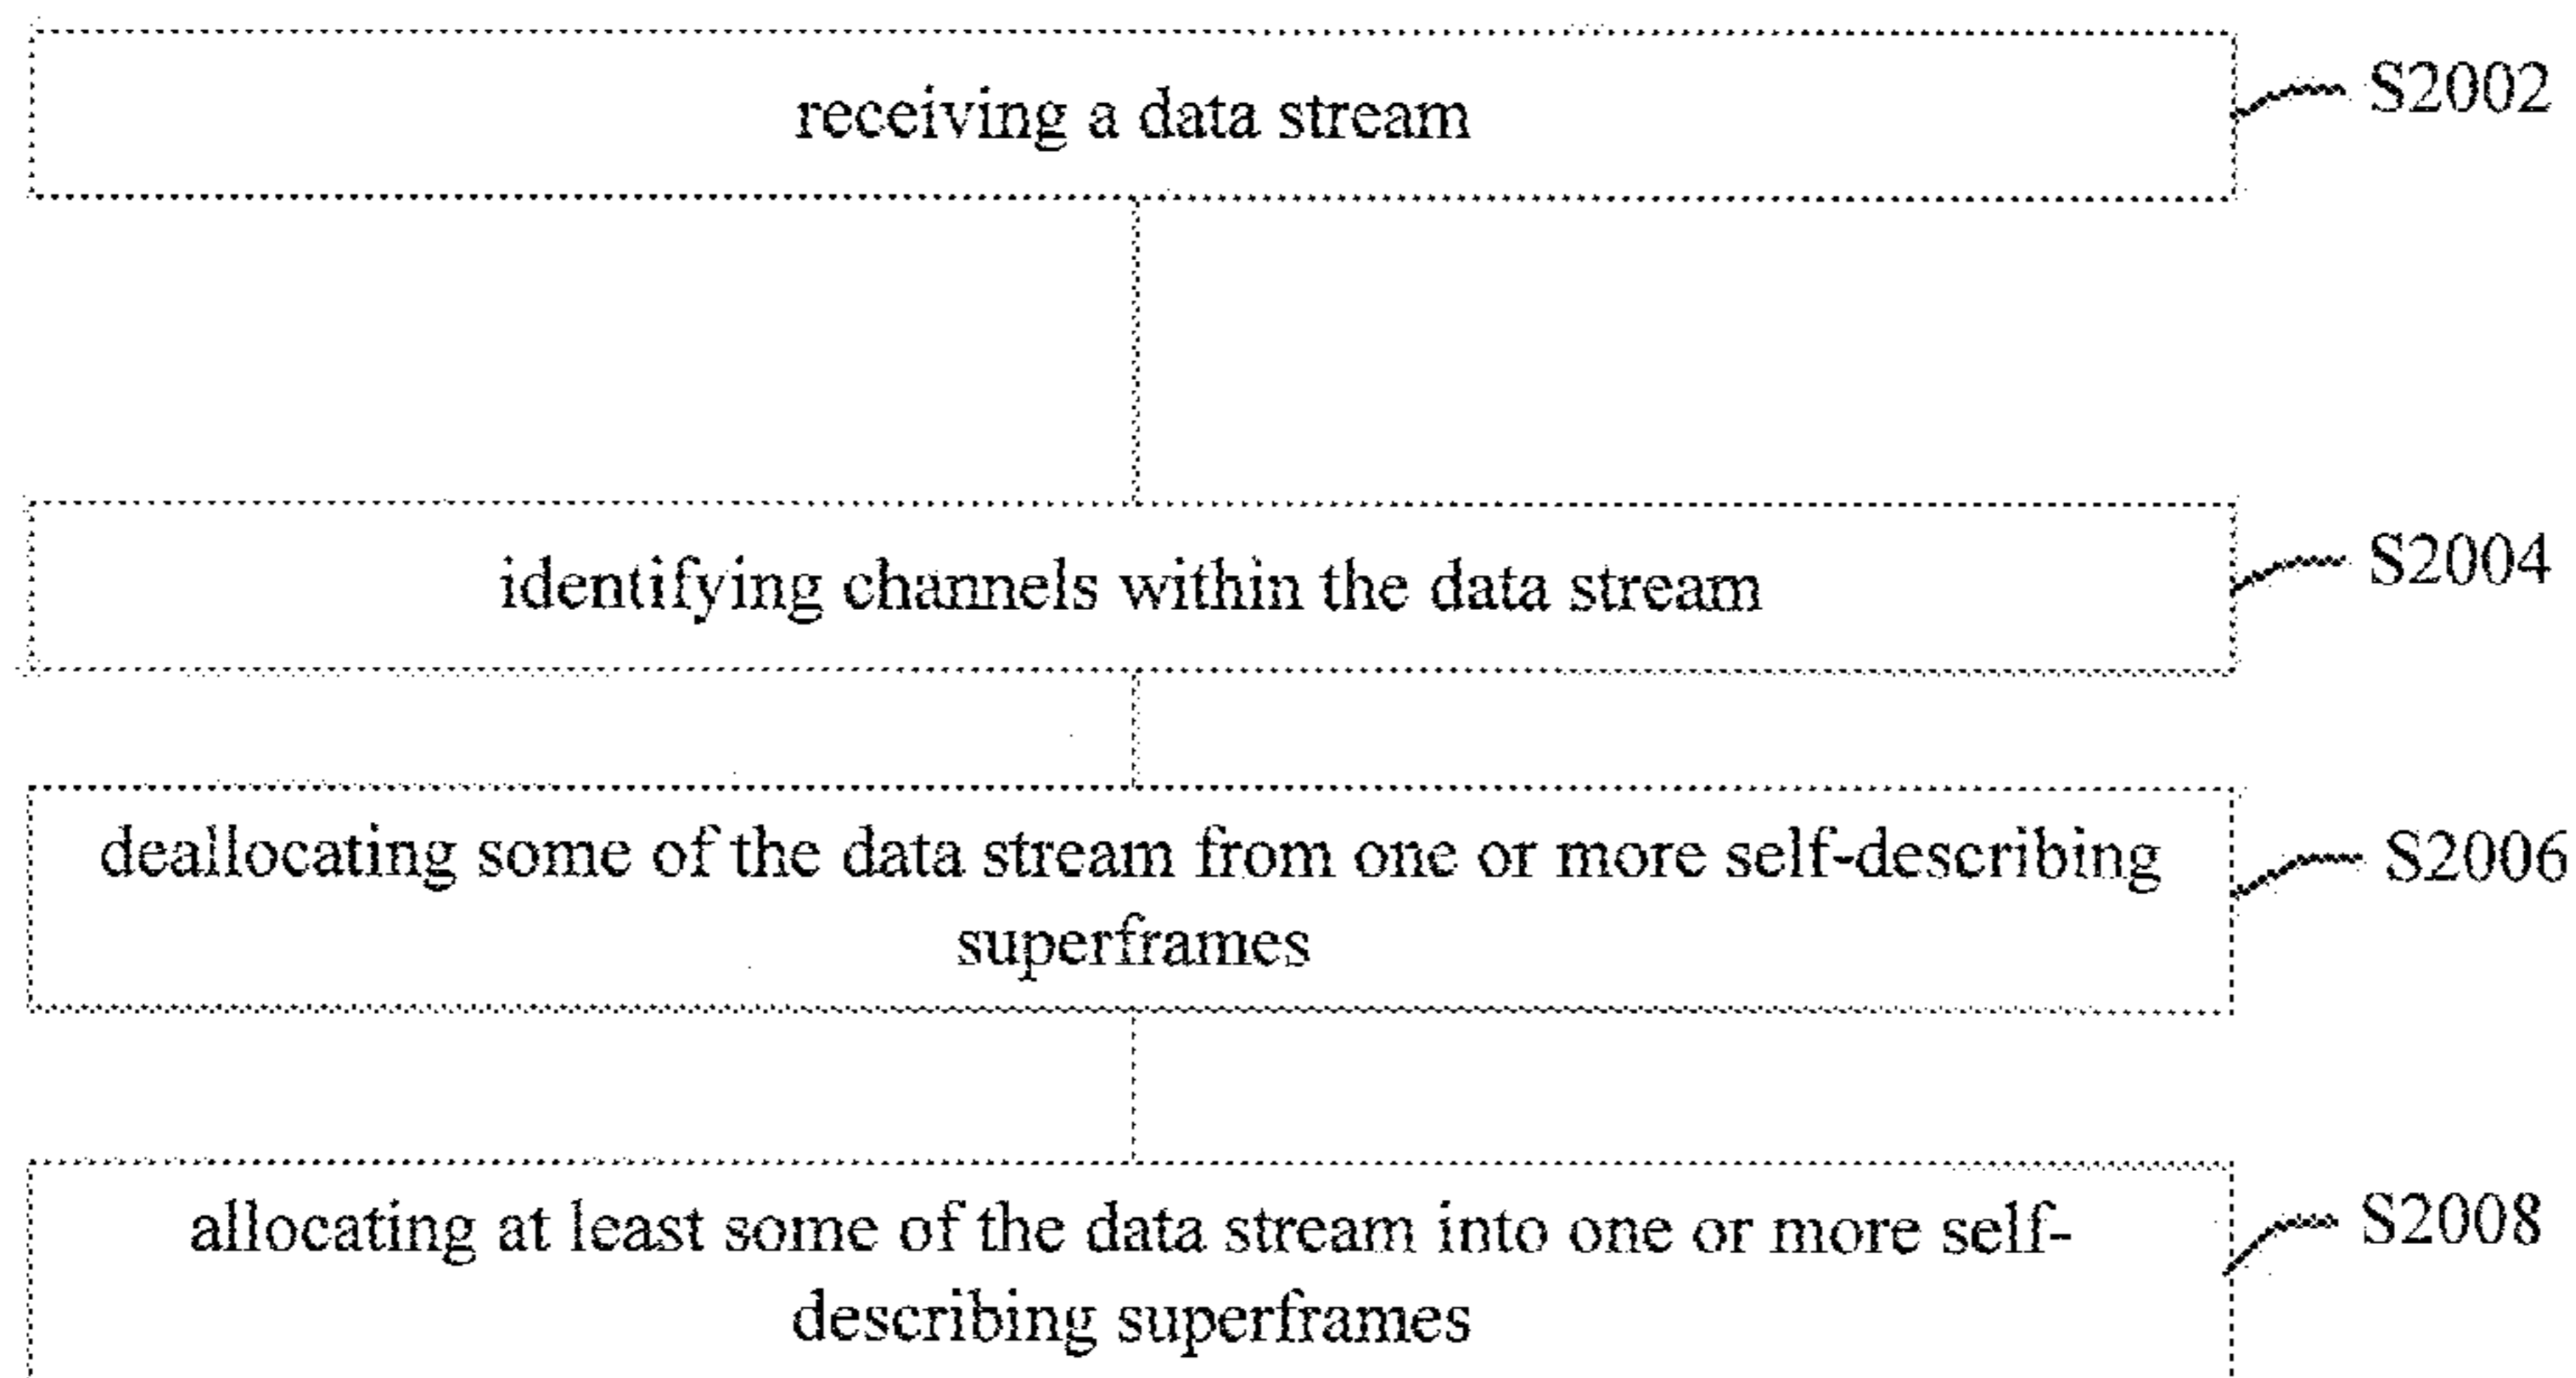 receiving a data stream
S2002
identifying channels within the data stream
S2004
deallocating some of the data stream from one or more self-describing
superframes
S2006
allocating at least some of the data stream into one or more self-
describing superframes
S2008